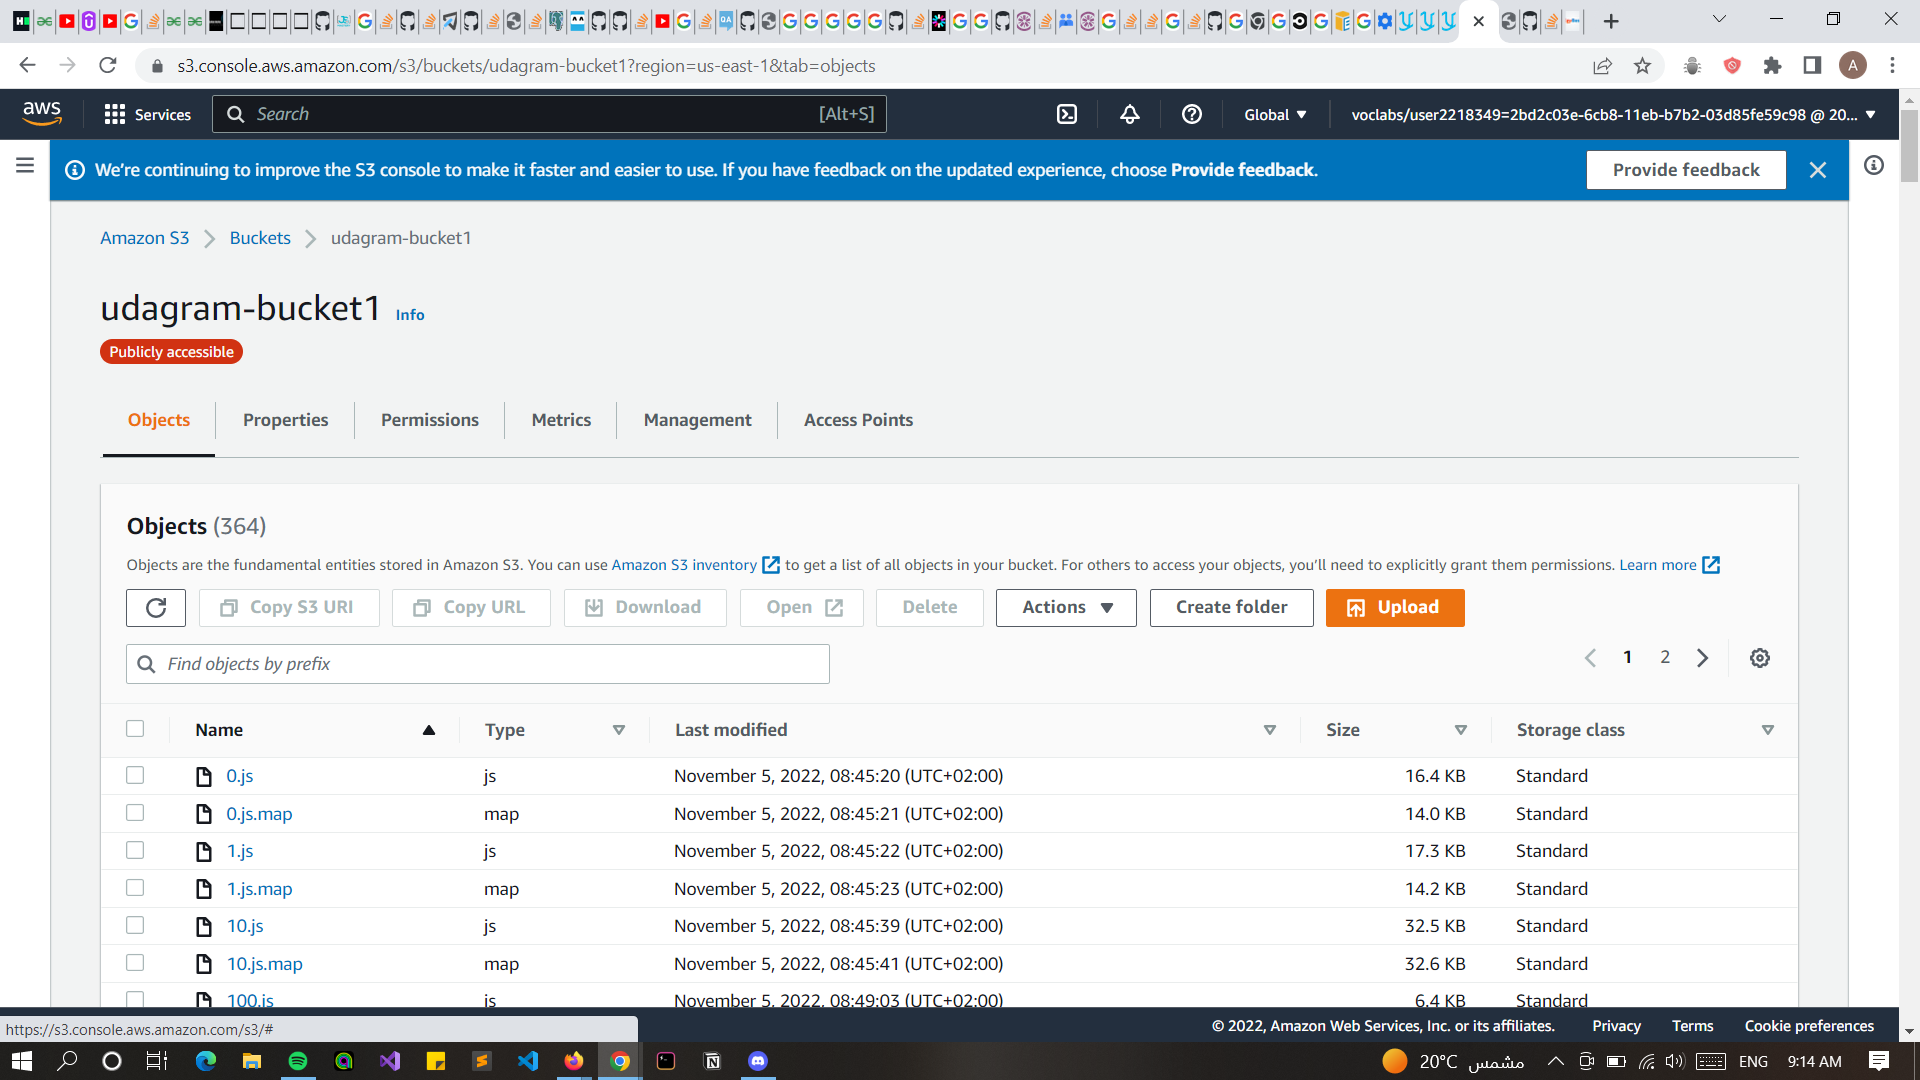 s3.console.aws.amazon.com/s3/buckets/udagram-bucket1?region=us-east-1&tab=objects
A
aws
Services
Search
[Alt+S]
Global
voclabs/user2218349=2bd2c03e-6cb8-11eb-b7b2-03d85fe59c98 @ 20...
We're continuing to improve the S3 console to make it faster and easier to use. If you have feedback on the updated experience, choose Provide feedback.
Provide feedback
Amazon S3
Buckets
udagram-bucket1
udagram-bucket1
Info
Publicly accessible
Objects
Properties
Permissions
Metrics
Management
Access Points
Objects (364)
Objects are the fundamental entities stored in Amazon S3. You can use Amazon S3 inventory to get a list of all objects in your bucket. For others to access your objects, you'll need to explicitly grant them permissions. Learn more
Copy S3 URI
Copy URL
Download
Open
Delete
Actions
Create folder
Upload
Find objects by prefix
1
2
Name Type Last modified Size Storage class
0.js js November 5, 2022, 08:45:20 (UTC+02:00) 16.4 KB Standard
0.js.map map November 5, 2022, 08:45:21 (UTC+02:00) 14.0 KB Standard
1.js js November 5, 2022, 08:45:22 (UTC+02:00) 17.3 KB Standard
1.js.map map November 5, 2022, 08:45:23 (UTC+02:00) 14.2 KB Standard
10.js js November 5, 2022, 08:45:39 (UTC+02:00) 32.5 KB Standard
10.js.map map November 5, 2022, 08:45:41 (UTC+02:00) 32.6 KB Standard
100.js js November 5, 2022, 08:49:03 (UTC+02:00) 6.4 KB Standard
https://s3.console.aws.amazon.com/s3/#
© 2022, Amazon Web Services, Inc. or its affiliates.
Privacy
Terms
Cookie preferences
20°C مشمس
ENG
9:14 AM